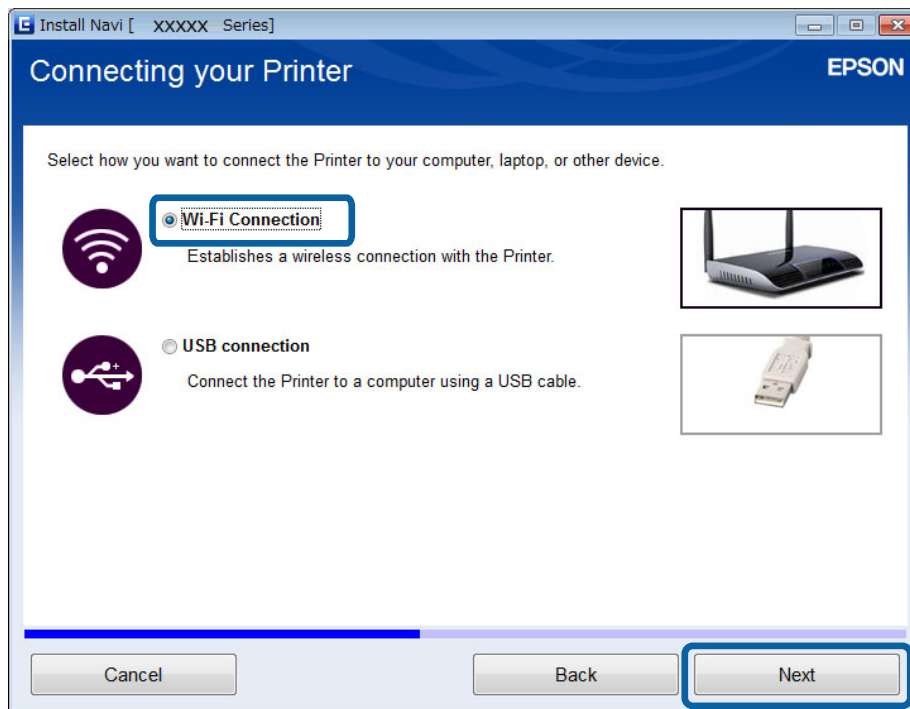 Install Navi [ XXXXX Series]
Connecting your Printer
EPSON
Select how you want to connect the Printer to your computer, laptop, or other device.
Wi-Fi Connection
Establishes a wireless connection with the Printer.
USB connection
Connect the Printer to a computer using a USB cable.
Cancel
Back
Next